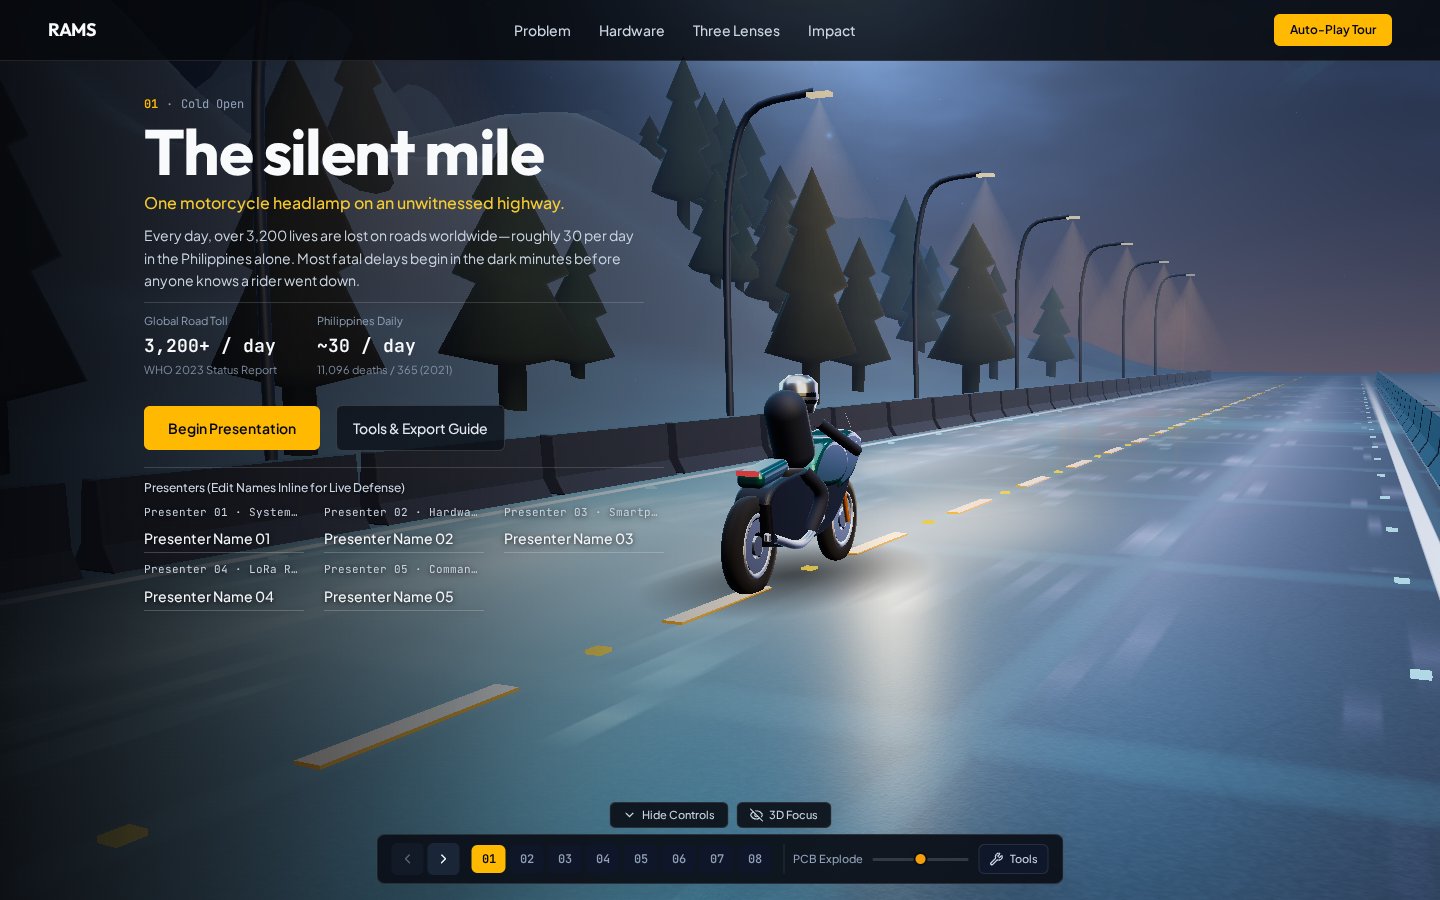 RAMS
Problem
Hardware
Three Lenses
Impact
Auto-Play Tour
01 · Cold Open
The silent mile
One motorcycle headlamp on an unwitnessed highway.
Every day, over 3,200 lives are lost on roads worldwide—roughly 30 per day
in the Philippines alone. Most fatal delays begin in the dark minutes before
anyone knows a rider went down.
Global Road Toll
3,200+ / day
WHO 2023 Status Report
Philippines Daily
~30 / day
11,096 deaths / 365 (2021)
Begin Presentation
Tools & Export Guide
Presenters (Edit Names Inline for Live Defense)
Presenter 01 · System…
Presenter 02 · Hardwa…
Presenter 03 · Smartp…
Presenter Name 01
Presenter Name 02
Presenter Name 03
Presenter 04 · LoRa R…
Presenter 05 · Comman…
Presenter Name 04
Presenter Name 05
Hide Controls
3D Focus
01 02 03 04 05 06 07 08
PCB Explode
Tools